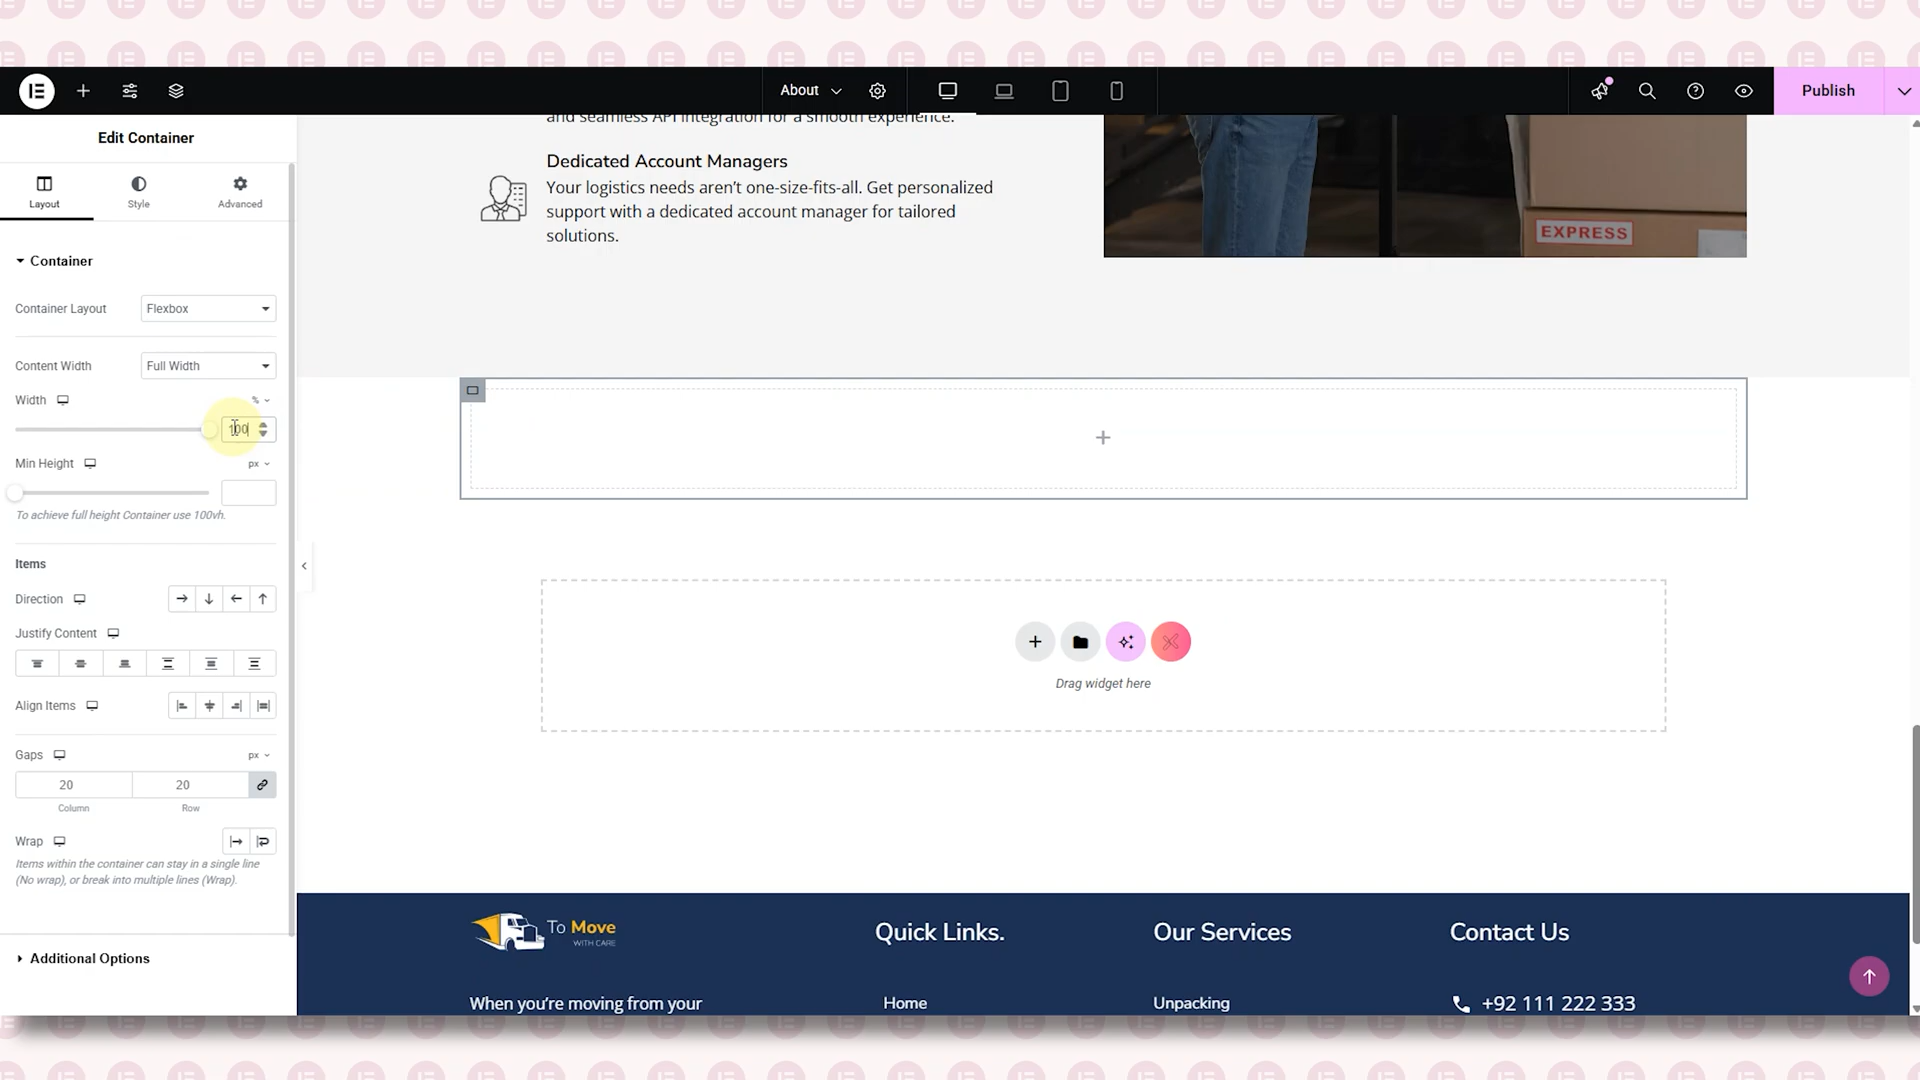 About
Publish
Edit Container
Layout
Style
Advanced
Container
Container Layout
Flexbox
Content Width
Full Width
Width
%
100
Min Height
px
To achieve full height Container use 100vh.
Items
Direction
Justify Content
Align Items
Gaps
px
20
20
Column
Row
Wrap
Items within the container can stay in a single line
(No wrap), or break into multiple lines (Wrap).
Additional Options
and seamless API integration for a smooth experience.
Dedicated Account Managers
Your logistics needs aren't one-size-fits-all. Get personalized
support with a dedicated account manager for tailored
solutions.
EXPRESS
Drag widget here
To Move
WITH CARE
When you're moving from your
Quick Links.
Home
Our Services
Unpacking
Contact Us
+92 111 222 333